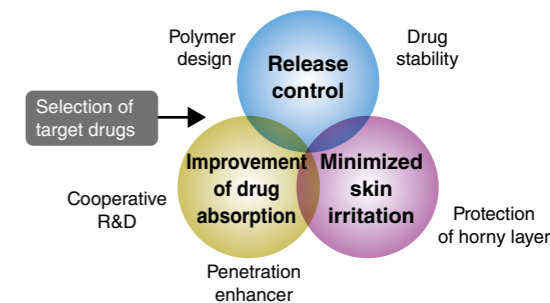 Polymer
design
Drug
stability
Release
control
Selection of
target drugs
Improvement
of drug
absorption
Minimized
skin
irritation
Cooperative
R&D
Protection
of horny layer
Penetration
enhancer